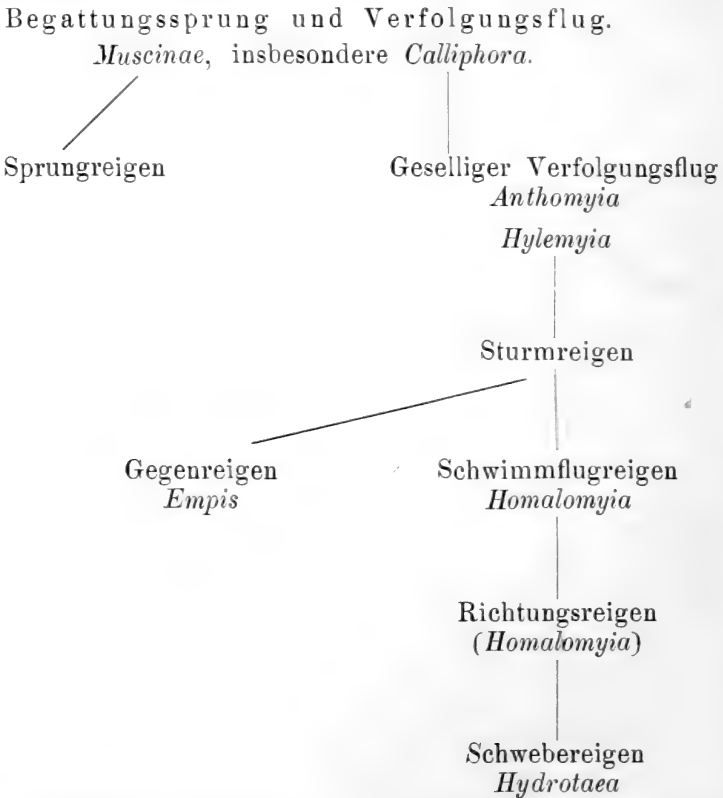 Begattungssprung und Verfolgungsflug.
Muscinae, insbesondere Calliphora.
Sprungreigen
Geselliger Verfolgungsflug
Anthomyia
Hylemyia
Sturmreigen
Gegenreigen
Empis
Schwimmflugreigen
Homalomyia
Richtungsreigen
(Homalomyia)
Schwebereigen
Hydrotaea